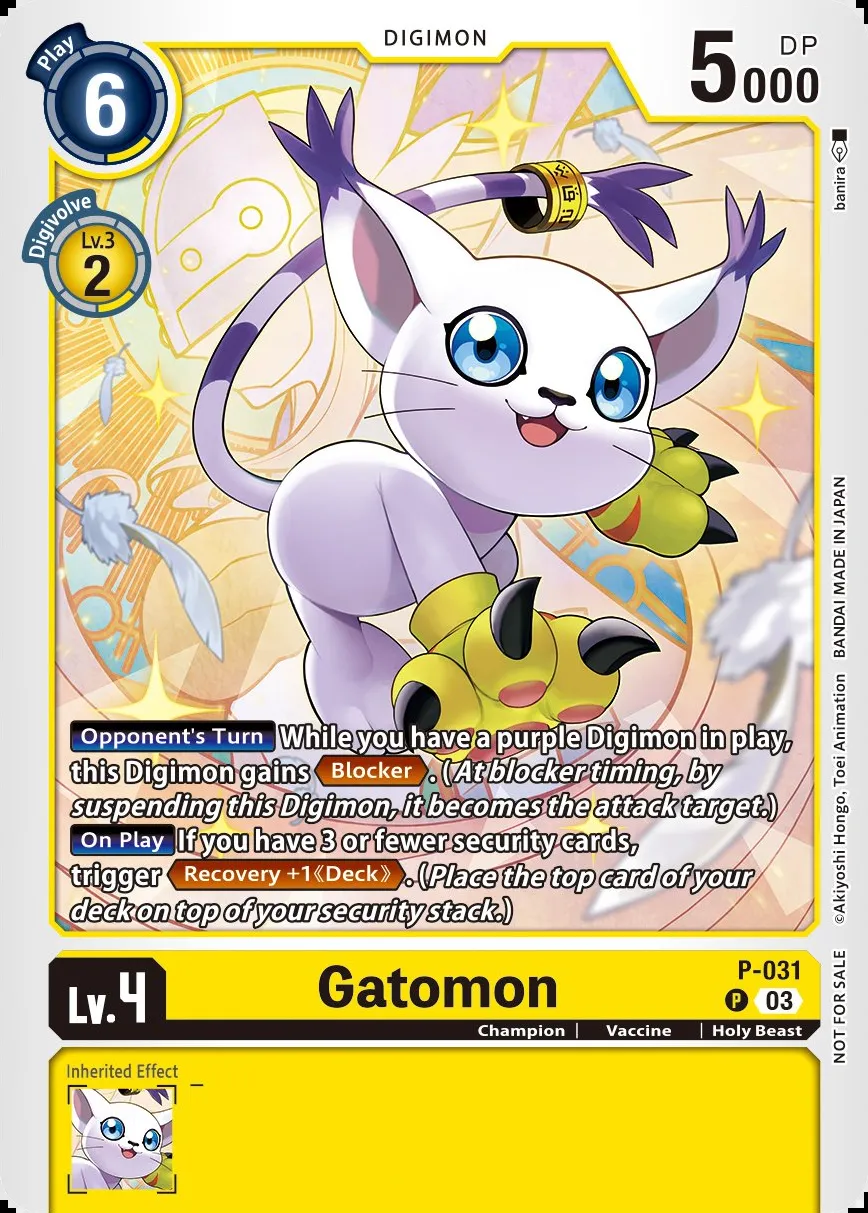 DIGIMON
Play
6
DP
5000
Digivolve
Lv.3
2
banira
Opponent's Turn While you have a purple Digimon in play,
this Digimon gains Blocker. (At blocker timing, by
suspending this Digimon, it becomes the attack target.)
On Play If you have 3 or fewer security cards,
trigger Recovery +1《Deck》. (Place the top card of your
deck on top of your security stack.)
©Akiyoshi Hongo, Toei Animation BANDAI MADE IN JAPAN
Lv.4
Gatomon
P-031
P 03
Champion | Vaccine | Holy Beast
NOT FOR SALE
Inherited Effect –